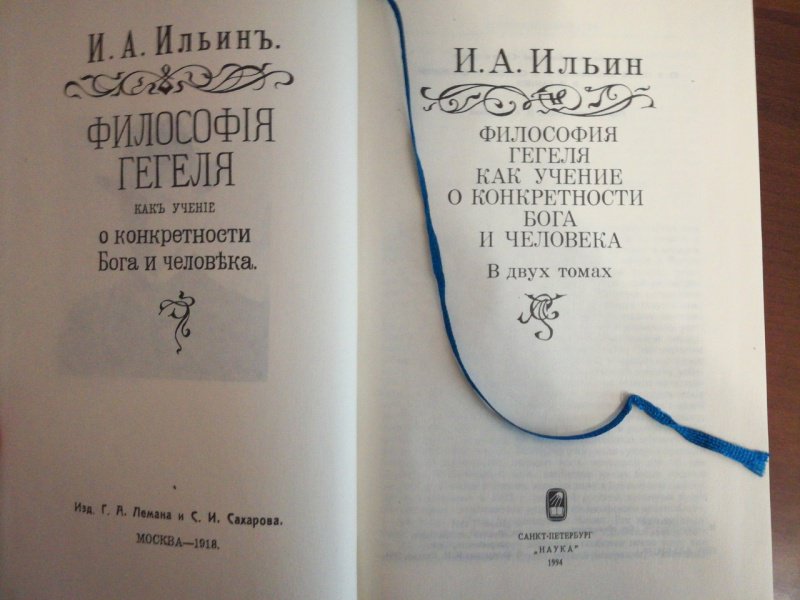 И. А. Ильинъ.
ФИЛОСОФІЯ
ГЕГЕЛЯ
КАКЪ УЧЕНІЕ
о конкретности
Бога и человѣка.
Изд. Г. А. Лемана и С. И. Сахарова.
МОСКВА—1918.
И. А. Ильин
ФИЛОСОФИЯ
ГЕГЕЛЯ
КАК УЧЕНИЕ
О КОНКРЕТНОСТИ
БОГА
И ЧЕЛОВЕКА
В двух томах
САНКТ-ПЕТЕРБУРГ
„НАУКА"
1994